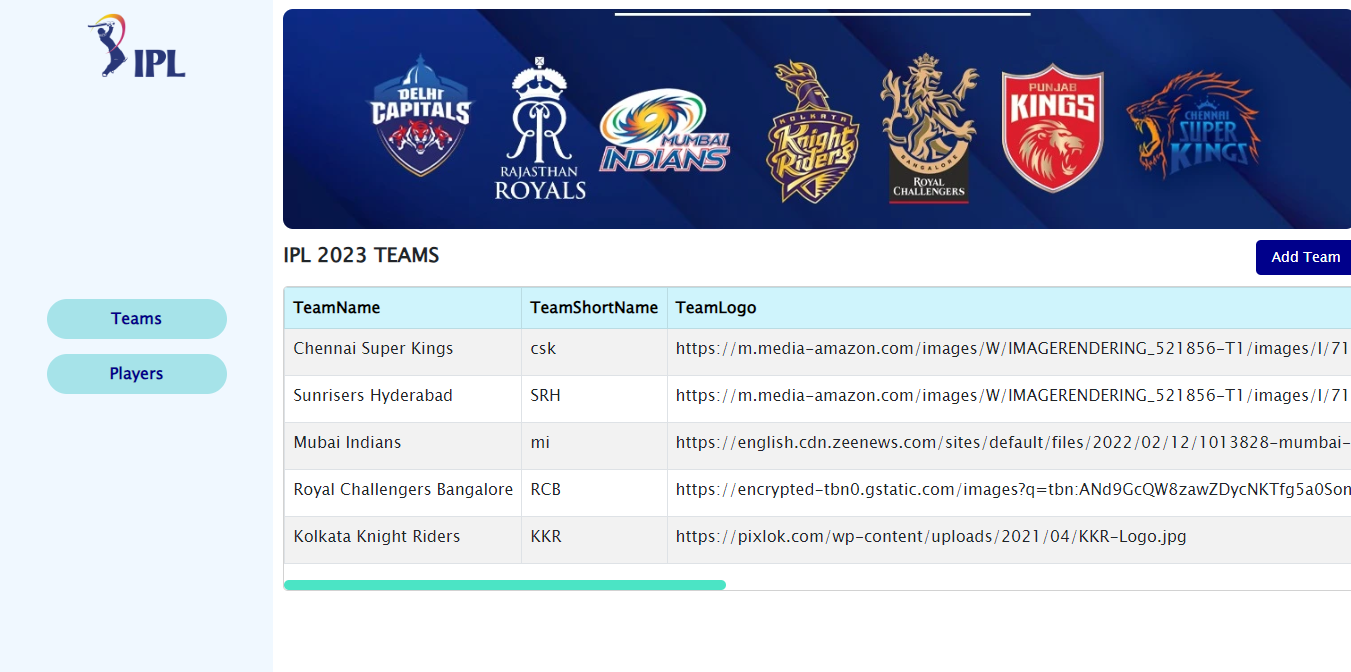 IPL
DELHI
CAPITALS
RAJASTHAN
ROYALS
MUMBAI
INDIANS
KOLKATA
Knight
Riders
BANGALORE
ROYAL
CHALLENGERS
PUNJAB
KINGS
CHENNAI
SUPER
KINGS
IPL 2023 TEAMS
Add Team
Teams
Players
TeamName TeamShortName TeamLogo
Chennai Super Kings csk https://m.media-amazon.com/images/W/IMAGERENDERING_521856-T1/images/I/71
Sunrisers Hyderabad SRH https://m.media-amazon.com/images/W/IMAGERENDERING_521856-T1/images/I/71
Mubai Indians mi https://english.cdn.zeenews.com/sites/default/files/2022/02/12/1013828-mumbai-
Royal Challengers Bangalore RCB https://encrypted-tbn0.gstatic.com/images?q=tbn:ANd9GcQW8zawZDycNKTfg5a0Son
Kolkata Knight Riders KKR https://pixlok.com/wp-content/uploads/2021/04/KKR-Logo.jpg